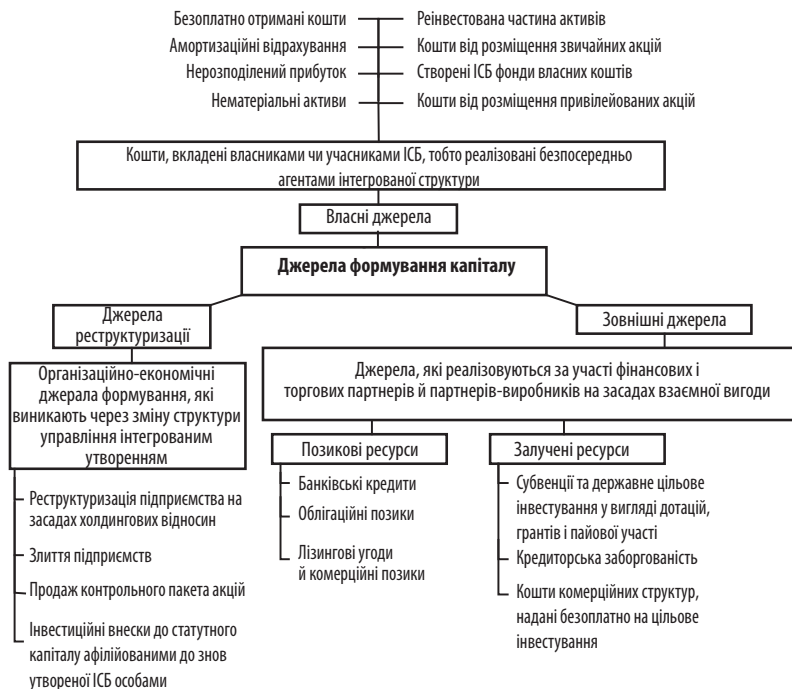 Безоплатно отримані кошти
Реінвестована частина активів
Амортизаційні відрахування
Кошти від розміщення звичайних акцій
Нерозподілений прибуток
Створені ІСБ фонди власних коштів
Нематеріальні активи
Кошти від розміщення привілейованих акцій
Кошти, вкладені власниками чи учасниками ІСБ, тобто реалізовані безпосередньо
агентами інтегрованої структури
Власні джерела
Джерела формування капіталу
Джерела
реструктуризації
Зовнішні джерела
Організаційно-економічні
джерала формування, які
виникають через зміну структури
управління інтегрованим
утворенням
Джерела, які реалізовуються за участі фінансових і
торгових партнерів й партнерів-виробників на засадах взаємної вигоди
Позикові ресурси
Залучені ресурси
Реструктуризація підприємства на
засадах холдингових відносин
Злиття підприємств
Продаж контрольного пакета акцій
Інвестиційні внески до статутного
капіталу афілійованими до знов
утвореної ІСБ особами
Банківські кредити
Облігаційні позики
Лізингові угоди
й комерційні позики
Субвенції та державне цільове
інвестування у вигляді дотацій,
грантів і пайової участі
Кредиторська заборгованість
Кошти комерційних структур,
надані безоплатно на цільове
інвестування